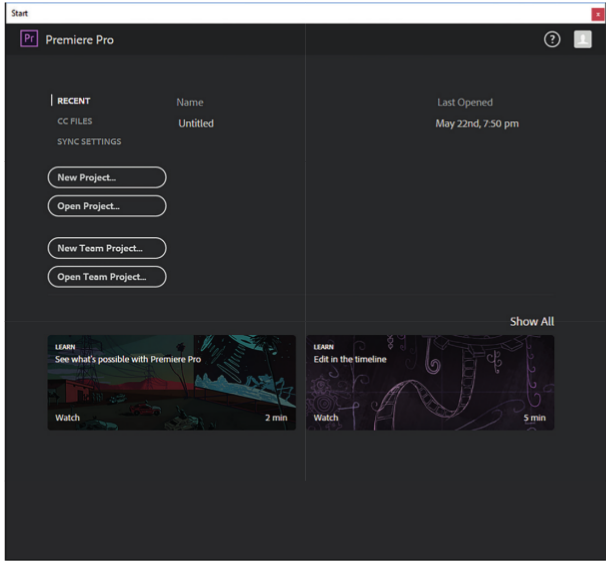 Start
Pr Premiere Pro ?
RECENT Name Last Opened
CC FILES Untitled May 22nd, 7:50 pm
SYNC SETTINGS
New Project...
Open Project...
New Team Project...
Open Team Project...
Show All
LEARN
See what's possible with Premiere Pro
Watch 2 min
LEARN
Edit in the timeline
Watch 5 min